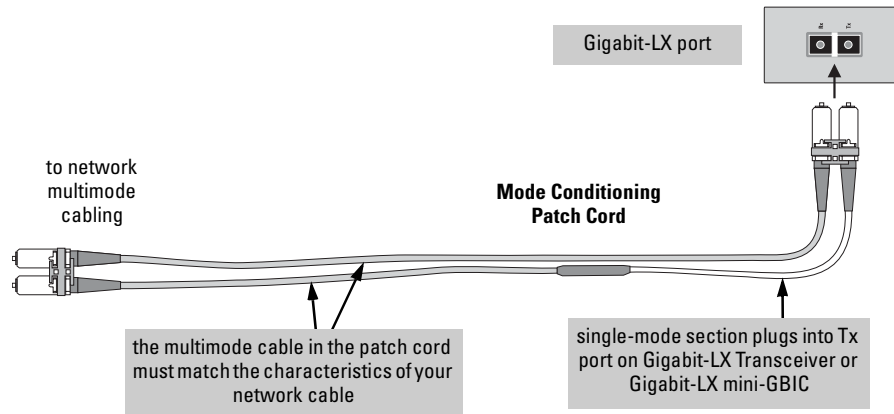 Gigabit-LX port
Rx
Tx
to network
multimode
cabling
Mode Conditioning
Patch Cord
the multimode cable in the patch cord
must match the characteristics of your
network cable
single-mode section plugs into Tx
port on Gigabit-LX Transceiver or
Gigabit-LX mini-GBIC